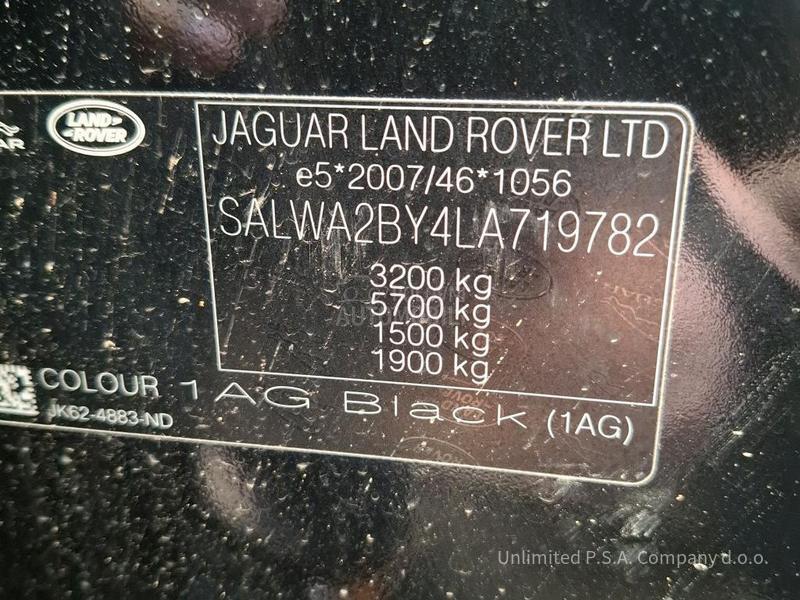 LAND-
ROVER
JAGUAR LAND ROVER LTD
e5*2007/46*1056
SALWA2BY4LA719782
3200 kg
5700 kg
1500 kg
1900 kg
COLOUR 1AG Black (1AG)
JK62-4883-ND
Unlimited P.S.A. Company d.o.o.